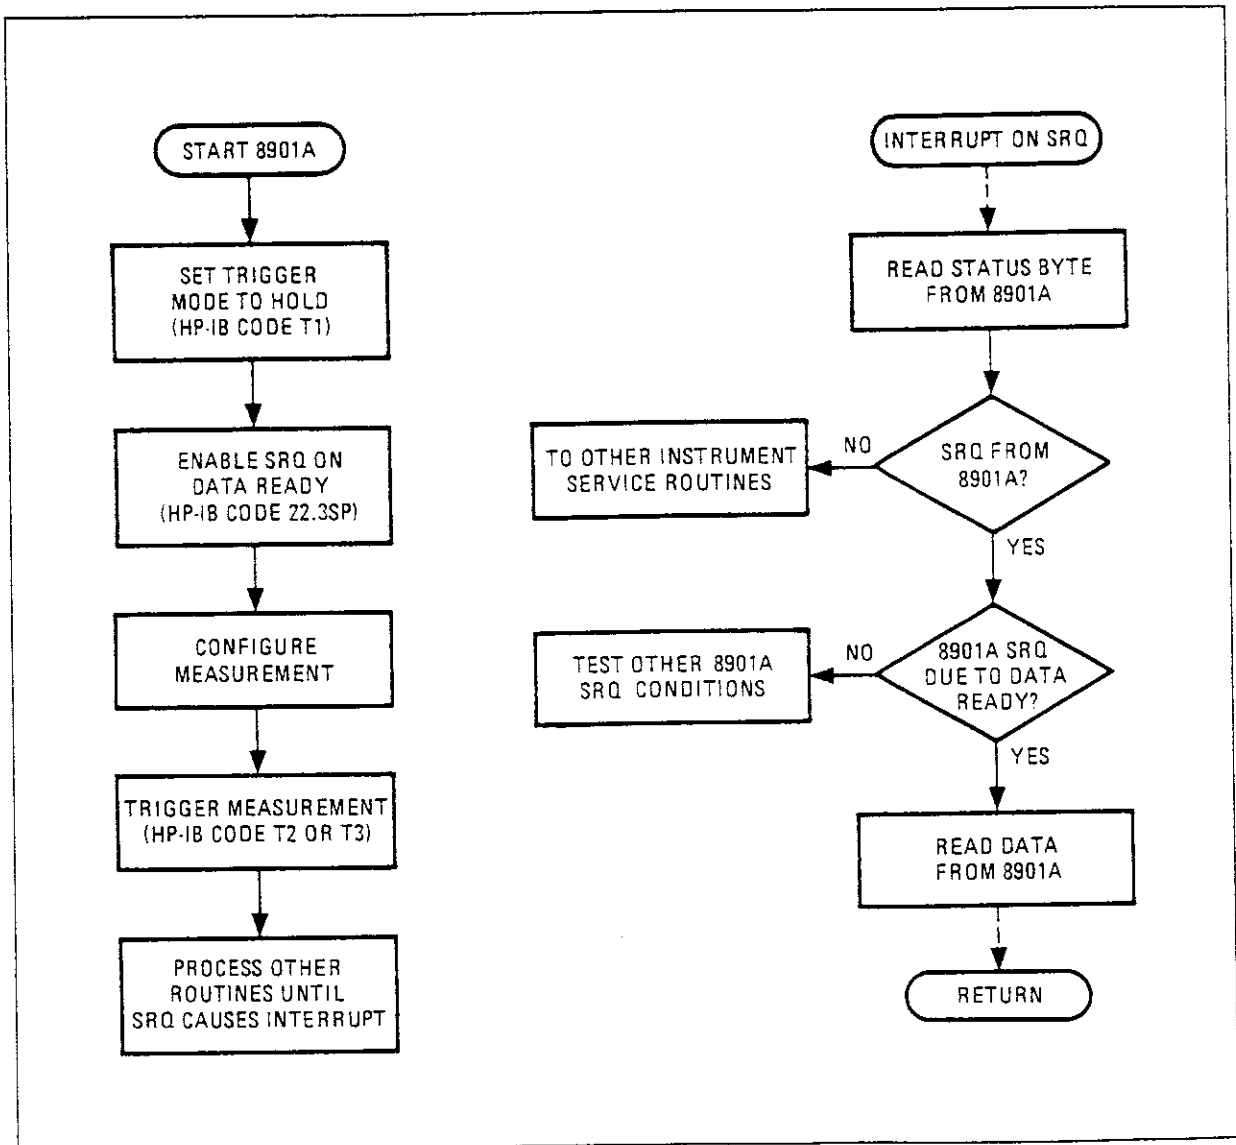 START 8901A
SET TRIGGER
MODE TO HOLD
(HP-IB CODE T1)
ENABLE SRQ ON
DATA READY
(HP-IB CODE 22.3SP)
CONFIGURE
MEASUREMENT
TRIGGER MEASUREMENT
(HP-IB CODE T2 OR T3)
PROCESS OTHER
ROUTINES UNTIL
SRQ CAUSES INTERRUPT
INTERRUPT ON SRQ
READ STATUS BYTE
FROM 8901A
SRQ FROM
8901A?
NO
TO OTHER INSTRUMENT
SERVICE ROUTINES
YES
8901A SRQ
DUE TO DATA
READY?
NO
TEST OTHER 8901A
SRQ CONDITIONS
YES
READ DATA
FROM 8901A
RETURN